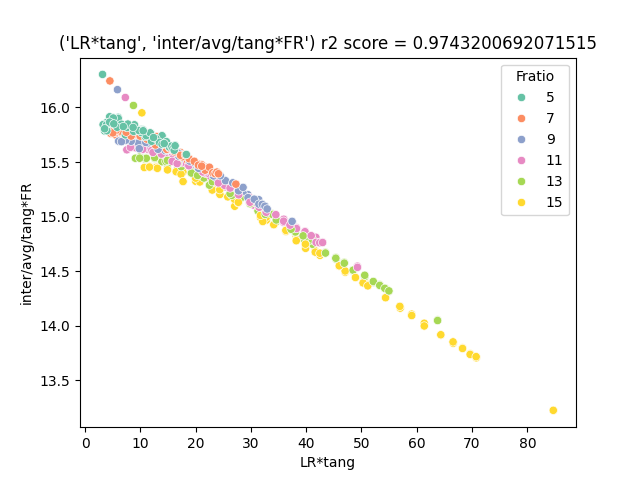 ('LR*tang', 'inter/avg/tang*FR') r2 score = 0.9743200692071515
Fratio
5
7
9
11
13
15
16.0
15.5
15.0
14.5
14.0
13.5
inter/avg/tang*FR
0 10 20 30 40 50 60 70 80
LR*tang